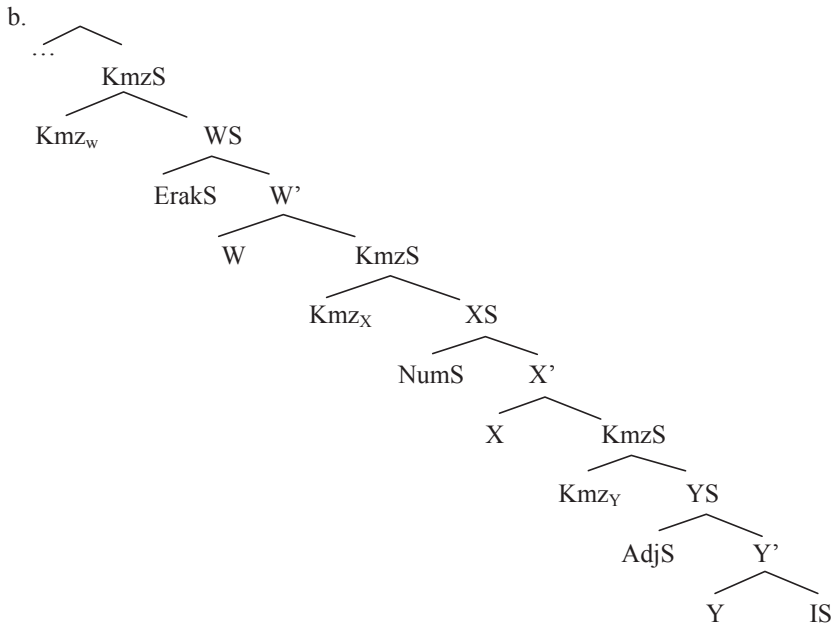 b.
…
KmzS
Kmzw WS
ErakS W’
W KmzS
KmzX XS
NumS X’
X KmzS
KmzY YS
AdjS Y’
Y IS